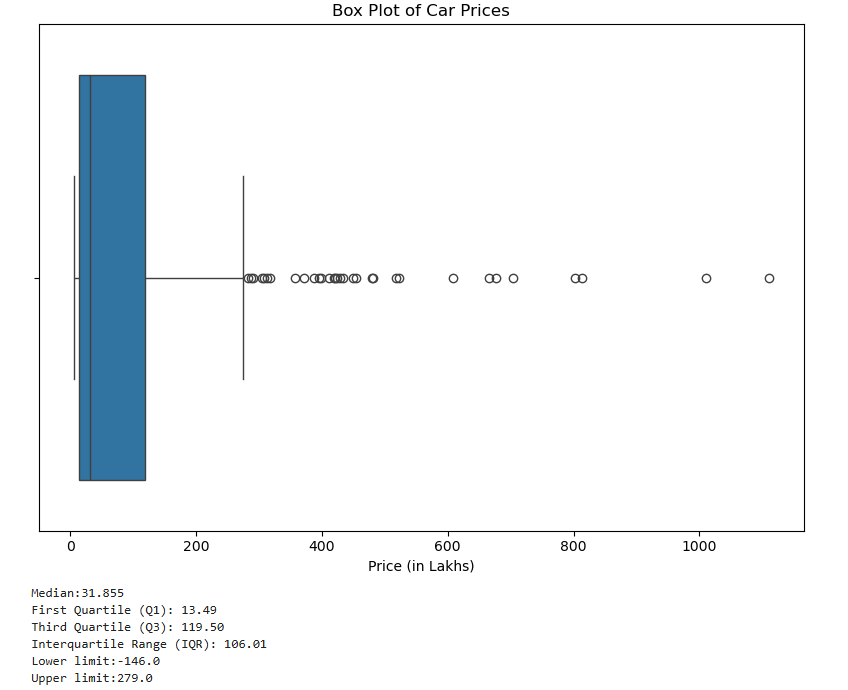 Box Plot of Car Prices
0 200 400 600 800 1000
Price (in Lakhs)
Median:31.855
First Quartile (Q1): 13.49
Third Quartile (Q3): 119.50
Interquartile Range (IQR): 106.01
Lower limit:-146.0
Upper limit:279.0